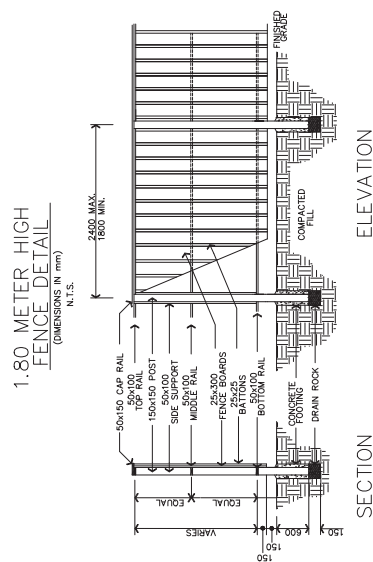 1.80 METER HIGH
FENCE DETAIL
(DIMENSIONS IN mm)
N.T.S.
2400 MAX.
1800 MIN.
50x150 CAP RAIL
50x100
TOP RAIL
150x150 POST
50x100
SIDE SUPPORT
50x100
MIDDLE RAIL
25x300
FENCE BOARDS
25x25
BATTONS
50x100
BOTTOM RAIL
CONCRETE
FOOTING
DRAIN ROCK
EQUAL
EQUAL
VARIES
150
150
600
150
FINISHED
GRADE
COMPACTED
FILL
SECTION
ELEVATION